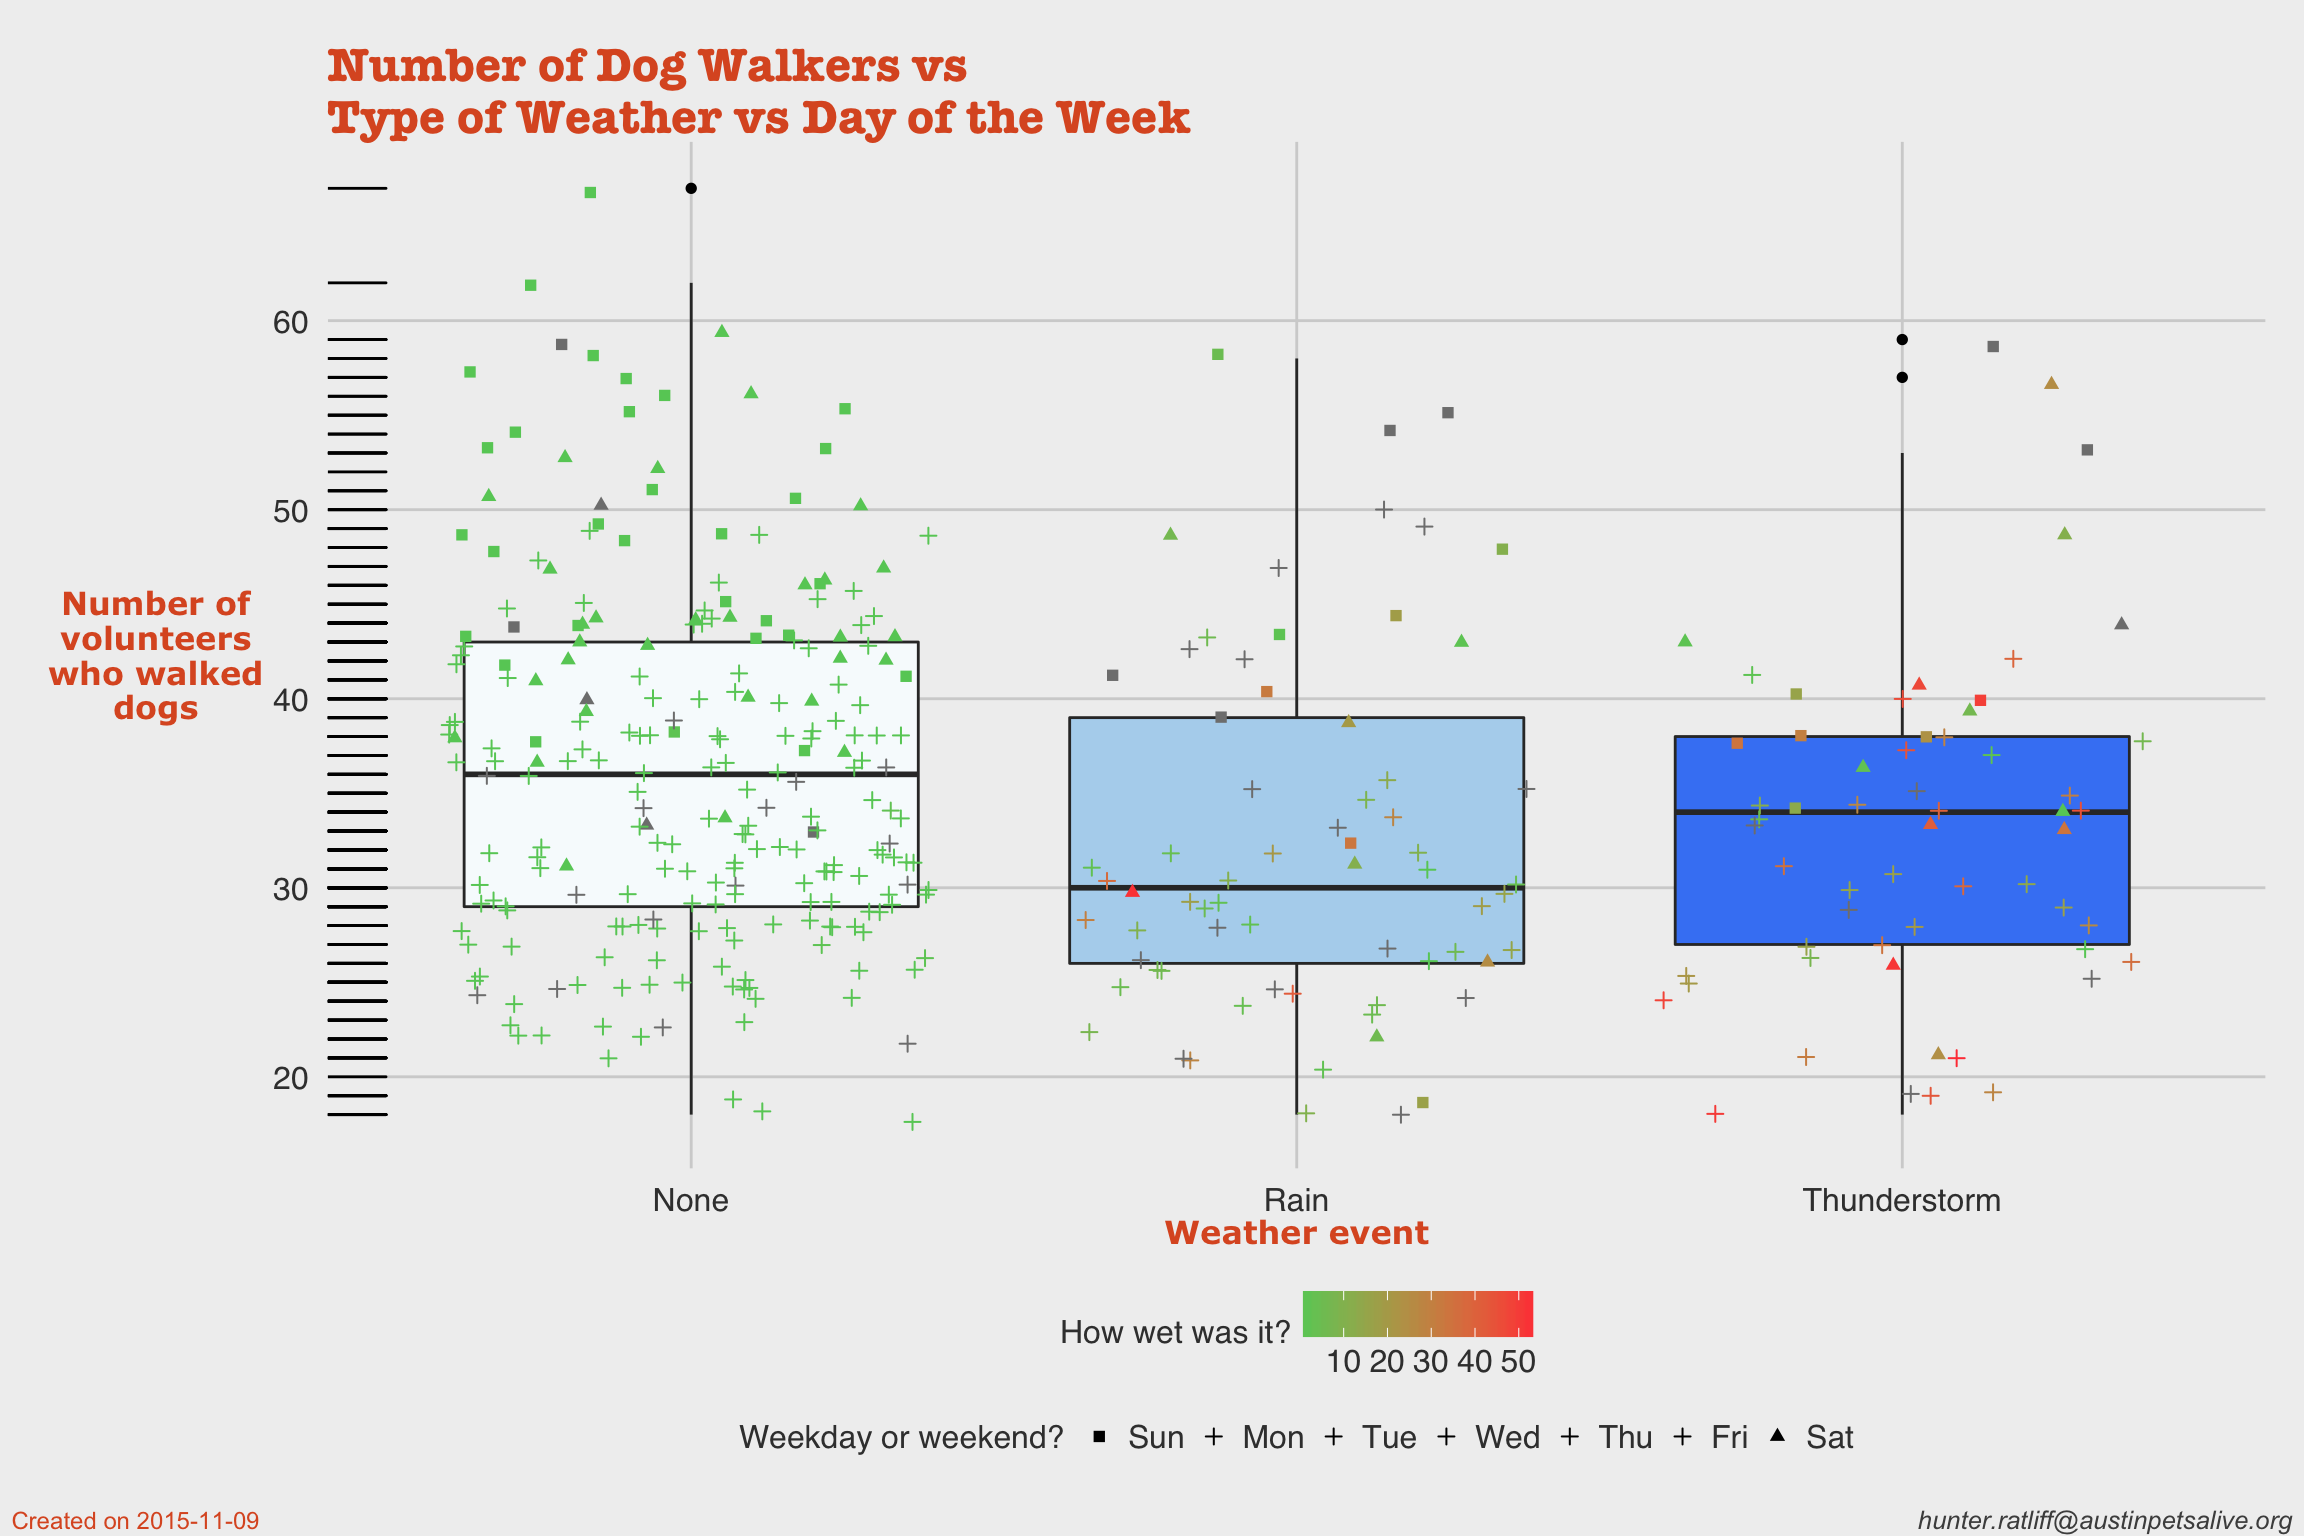 Number of Dog Walkers vs
Type of Weather vs Day of the Week
60
50
40
30
20
Number of
volunteers
who walked
dogs
None Rain Thunderstorm
Weather event
How wet was it?
10 20 30 40 50
Weekday or weekend? Sun Mon Tue Wed Thu Fri Sat
Created on 2015-11-09
hunter.ratliff@austinpetsalive.org